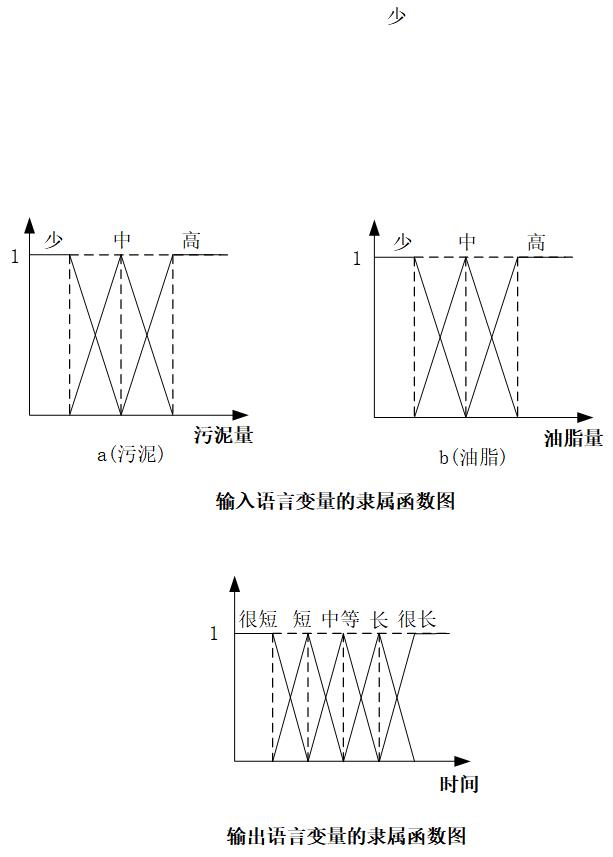 少
少 中 高
1
污泥量
a(污泥)
少 中 高
1
油脂量
b(油脂)
输入语言变量的隶属函数图
很短 短 中等 长 很长
1
时间
输出语言变量的隶属函数图